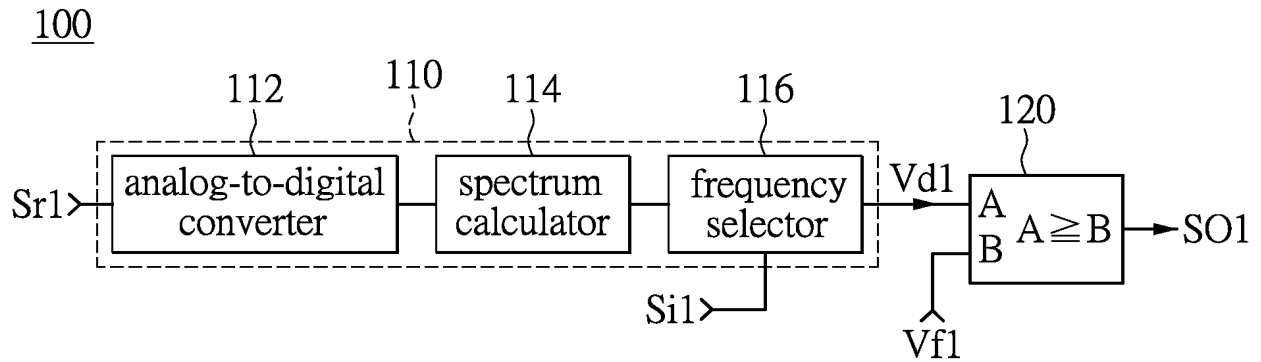 100
112
110
114
116
120
Sr1
analog-to-digital
converter
spectrum
calculator
frequency
selector
Vd1
A
B
A≧B
SO1
Si1
Vf1